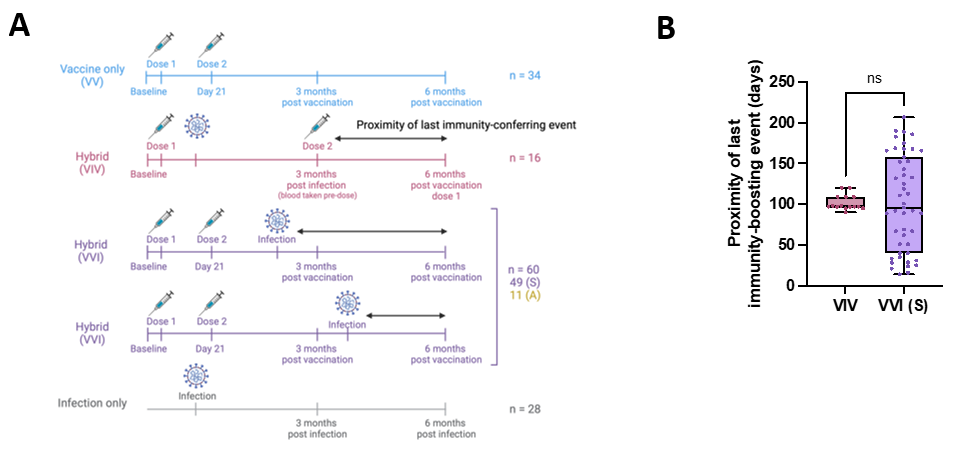 A
Dose 1
Dose 2
Vaccine only
(VV)
n = 34
Baseline
Day 21
3 months
post vaccination
6 months
post vaccination
Proximity of last immunity-conferring event
Dose 1
Dose 2
Hybrid
(VIV)
n = 16
Baseline
3 months
post infection
(blood taken pre-dose)
6 months
post vaccination
dose 1
Dose 1
Dose 2
Infection
Hybrid
(VVI)
Baseline
Day 21
3 months
post vaccination
6 months
post vaccination
n = 60
49 (S)
11 (A)
Dose 1
Dose 2
Infection
Hybrid
(VVI)
Baseline
Day 21
3 months
post vaccination
6 months
post vaccination
Infection
Infection only
n = 28
3 months
post infection
6 months
post infection
B
Proximity of last
immunity-boosting event (days)
250
200
150
100
50
0
ns
VIV
VVI (S)